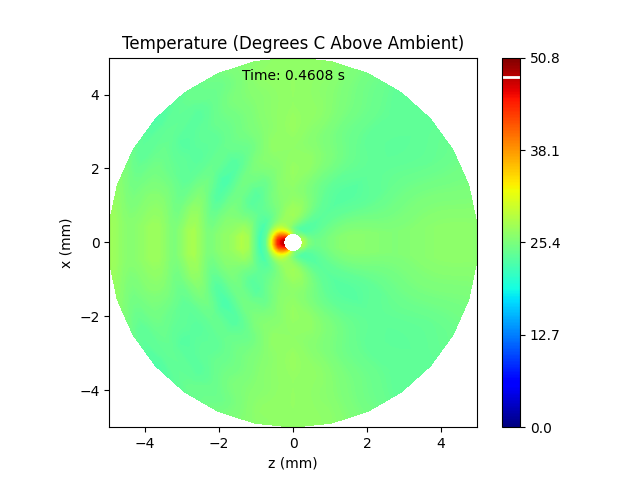 Temperature (Degrees C Above Ambient)
Time: 0.4608 s
50.8
38.1
25.4
12.7
0.0
4
2
0
−2
−4
x (mm)
−4 −2 0 2 4
z (mm)